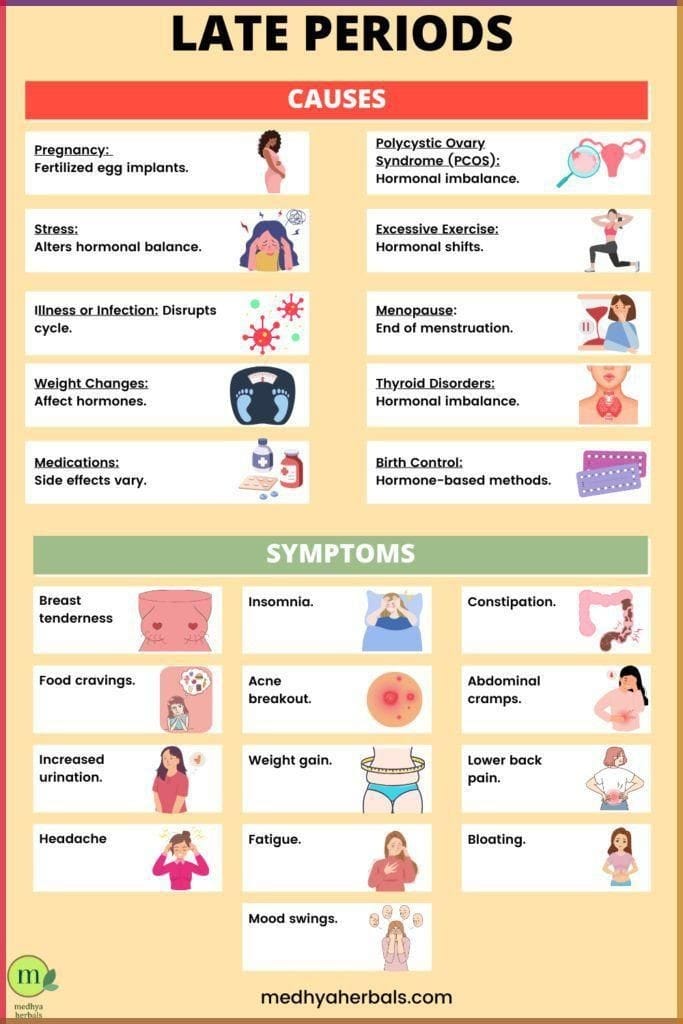 LATE PERIODS
CAUSES
Pregnancy:
Fertilized egg implants.
Polycystic Ovary
Syndrome (PCOS):
Hormonal imbalance.
Stress:
Alters hormonal balance.
Excessive Exercise:
Hormonal shifts.
Illness or Infection: Disrupts
cycle.
Menopause:
End of menstruation.
Weight Changes:
Affect hormones.
Thyroid Disorders:
Hormonal imbalance.
Medications:
Side effects vary.
Birth Control:
Hormone-based methods.
SYMPTOMS
Breast
tenderness
Insomnia.
Constipation.
Food cravings.
Acne
breakout.
Abdominal
cramps.
Increased
urination.
Weight gain.
Lower back
pain.
Headache
Fatigue.
Bloating.
Mood swings.
m
medhya
herbals
medhyaherbals.com